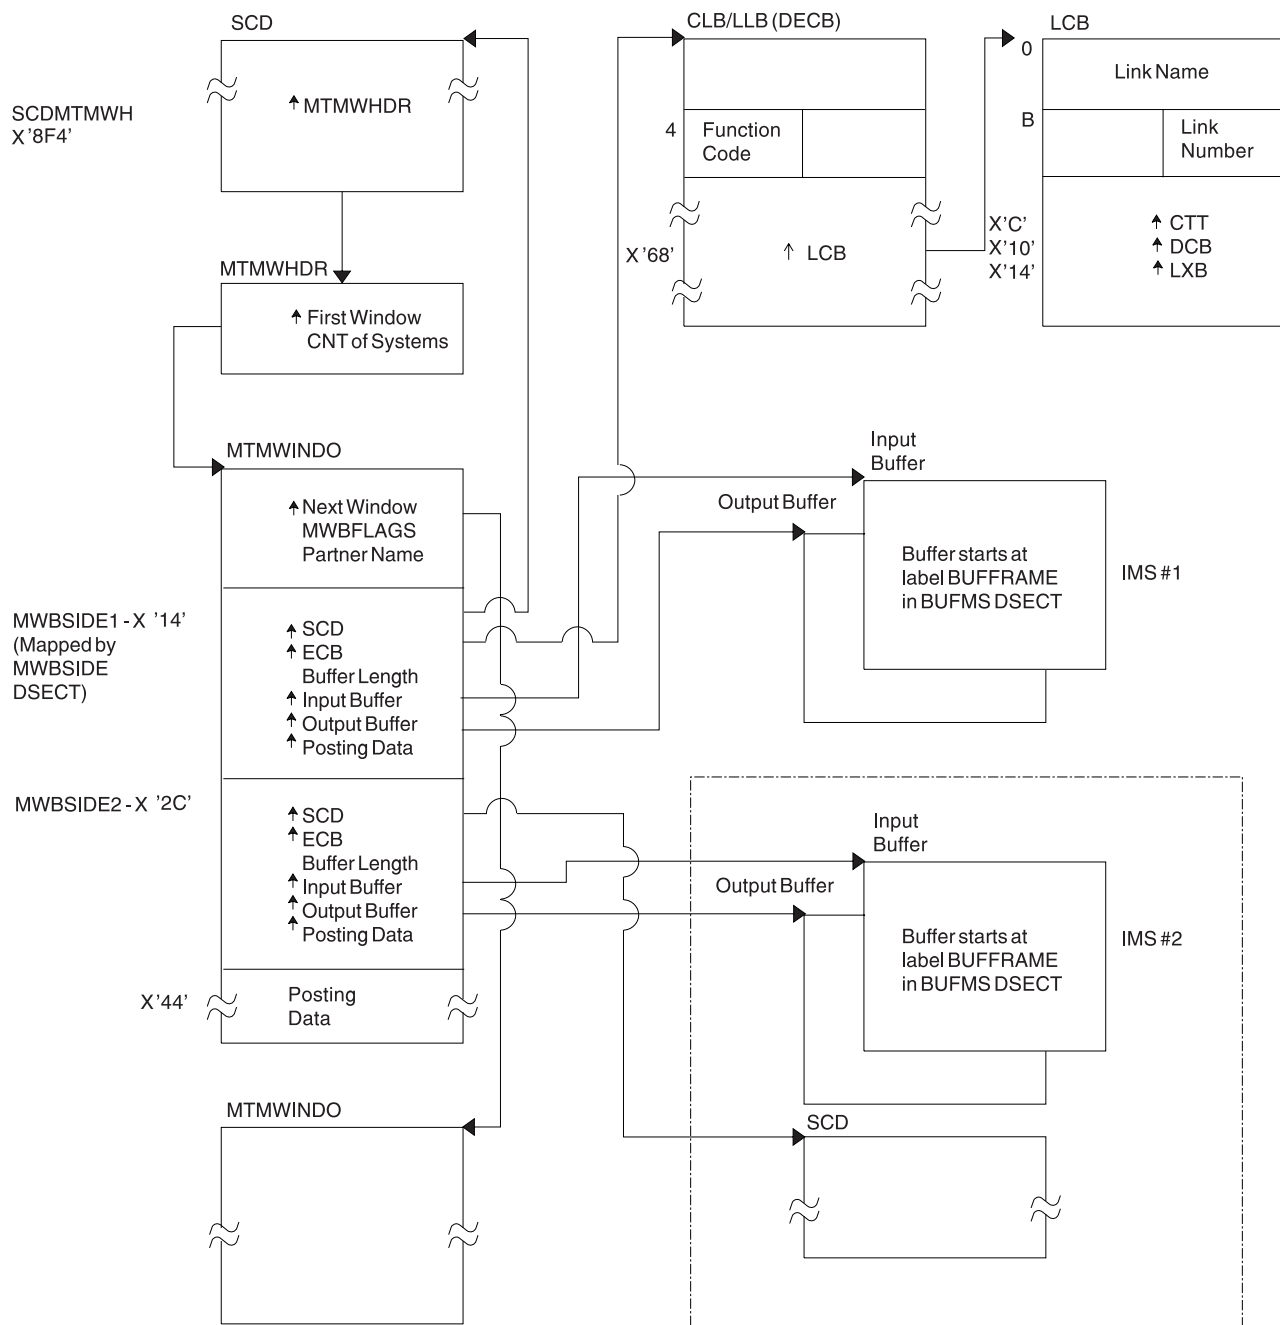 SCD
SCDMTMWH
X '8F4'
MTMWHDR
MTMWHDR
First Window
CNT of Systems
CLB/LLB (DECB)
4
Function
Code
X '68'
LCB
LCB
0
Link Name
B
Link
Number
X'C'
X'10'
X'14'
CTT
DCB
LXB
MTMWINDO
Next Window
MWBFLAGS
Partner Name
MWBSIDE1 - X '14'
(Mapped by
MWBSIDE
DSECT)
SCD
ECB
Buffer Length
Input Buffer
Output Buffer
Posting Data
MWBSIDE2 - X '2C'
SCD
ECB
Buffer Length
Input Buffer
Output Buffer
Posting Data
X '44'
Posting
Data
MTMWINDO
Input
Buffer
Output Buffer
Buffer starts at
label BUFFRAME
in BUFMS DSECT
IMS #1
Input
Buffer
Output Buffer
Buffer starts at
label BUFFRAME
in BUFMS DSECT
IMS #2
SCD